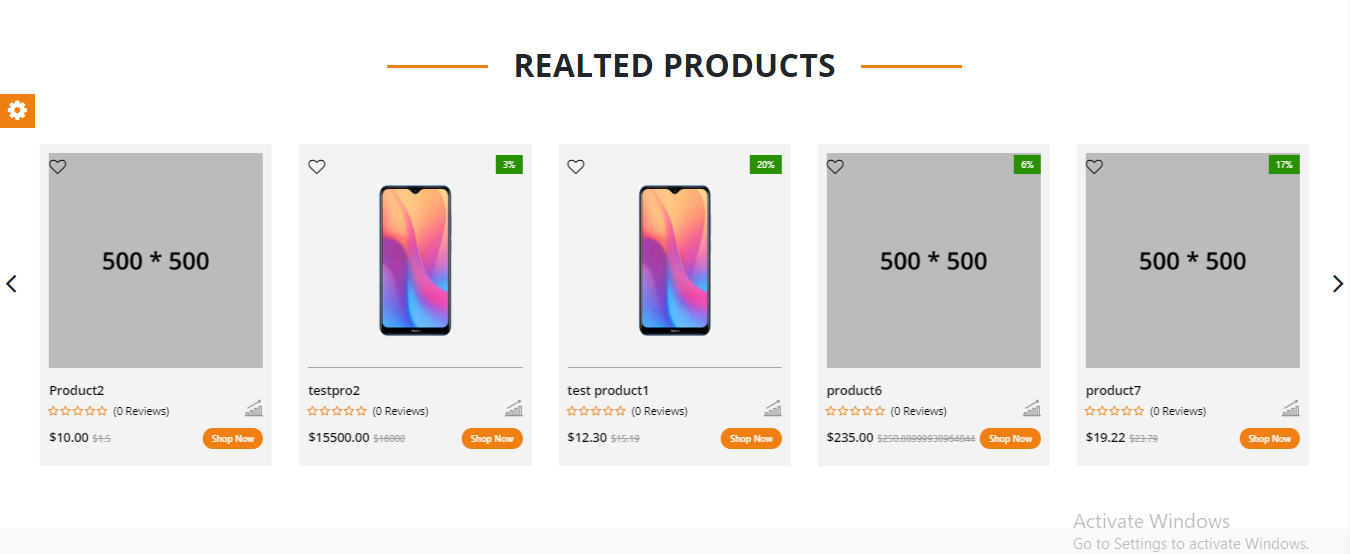 REALTED PRODUCTS
3%
20%
6%
17%
500 * 500
500 * 500
500 * 500
Product2
testpro2
test product1
product6
product7
(0 Reviews)
(0 Reviews)
(0 Reviews)
(0 Reviews)
(0 Reviews)
$10.00 $1.5 Shop Now
$15500.00 $16000 Shop Now
$12.30 $15.19 Shop Now
$235.00 $250.00999930964844 Shop Now
$19.22 $23.79 Shop Now
Activate Windows
Go to Settings to activate Windows.